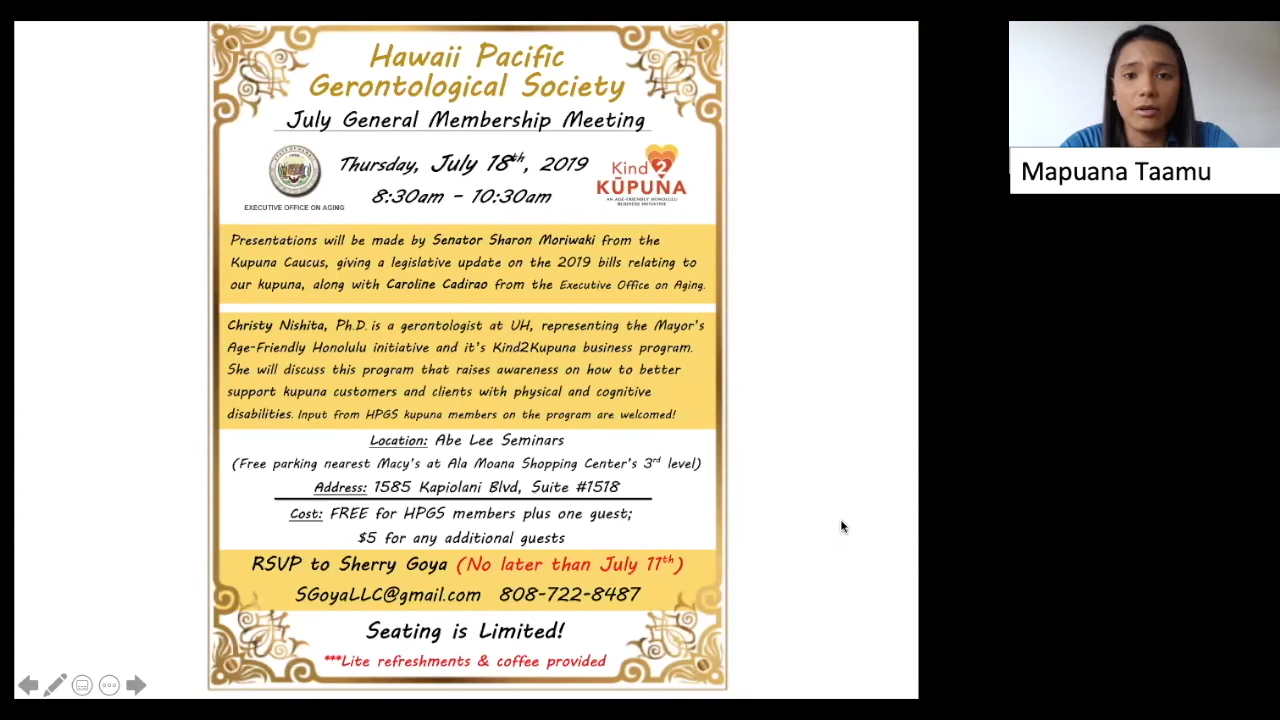 Hawaii Pacific
Gerontological Society
July General Membership Meeting
Thursday, July 18th, 2019
8:30am - 10:30am
EXECUTIVE OFFICE ON AGING
Kind 2
KŪPUNA
AN AGE-FRIENDLY HONOLULU
BUSINESS INITIATIVE
Presentations will be made by Senator Sharon Moriwaki from the
Kupuna Caucus, giving a legislative update on the 2019 bills relating to
our kupuna, along with Caroline Cadirao from the Executive Office on Aging.
Christy Nishita, Ph.D. is a gerontologist at UH, representing the Mayor's
Age-Friendly Honolulu initiative and it's Kind2Kupuna business program.
She will discuss this program that raises awareness on how to better
support kupuna customers and clients with physical and cognitive
disabilities. Input from HPGS kupuna members on the program are welcomed!
Location: Abe Lee Seminars
(Free parking nearest Macy's at Ala Moana Shopping Center's 3rd level)
Address: 1585 Kapiolani Blvd, Suite #1518
Cost: FREE for HPGS members plus one guest;
$5 for any additional guests
RSVP to Sherry Goya (No later than July 11th)
SGoyaLLC@gmail.com 808-722-8487
Seating is Limited!
***Lite refreshments & coffee provided
Mapuana Taamu